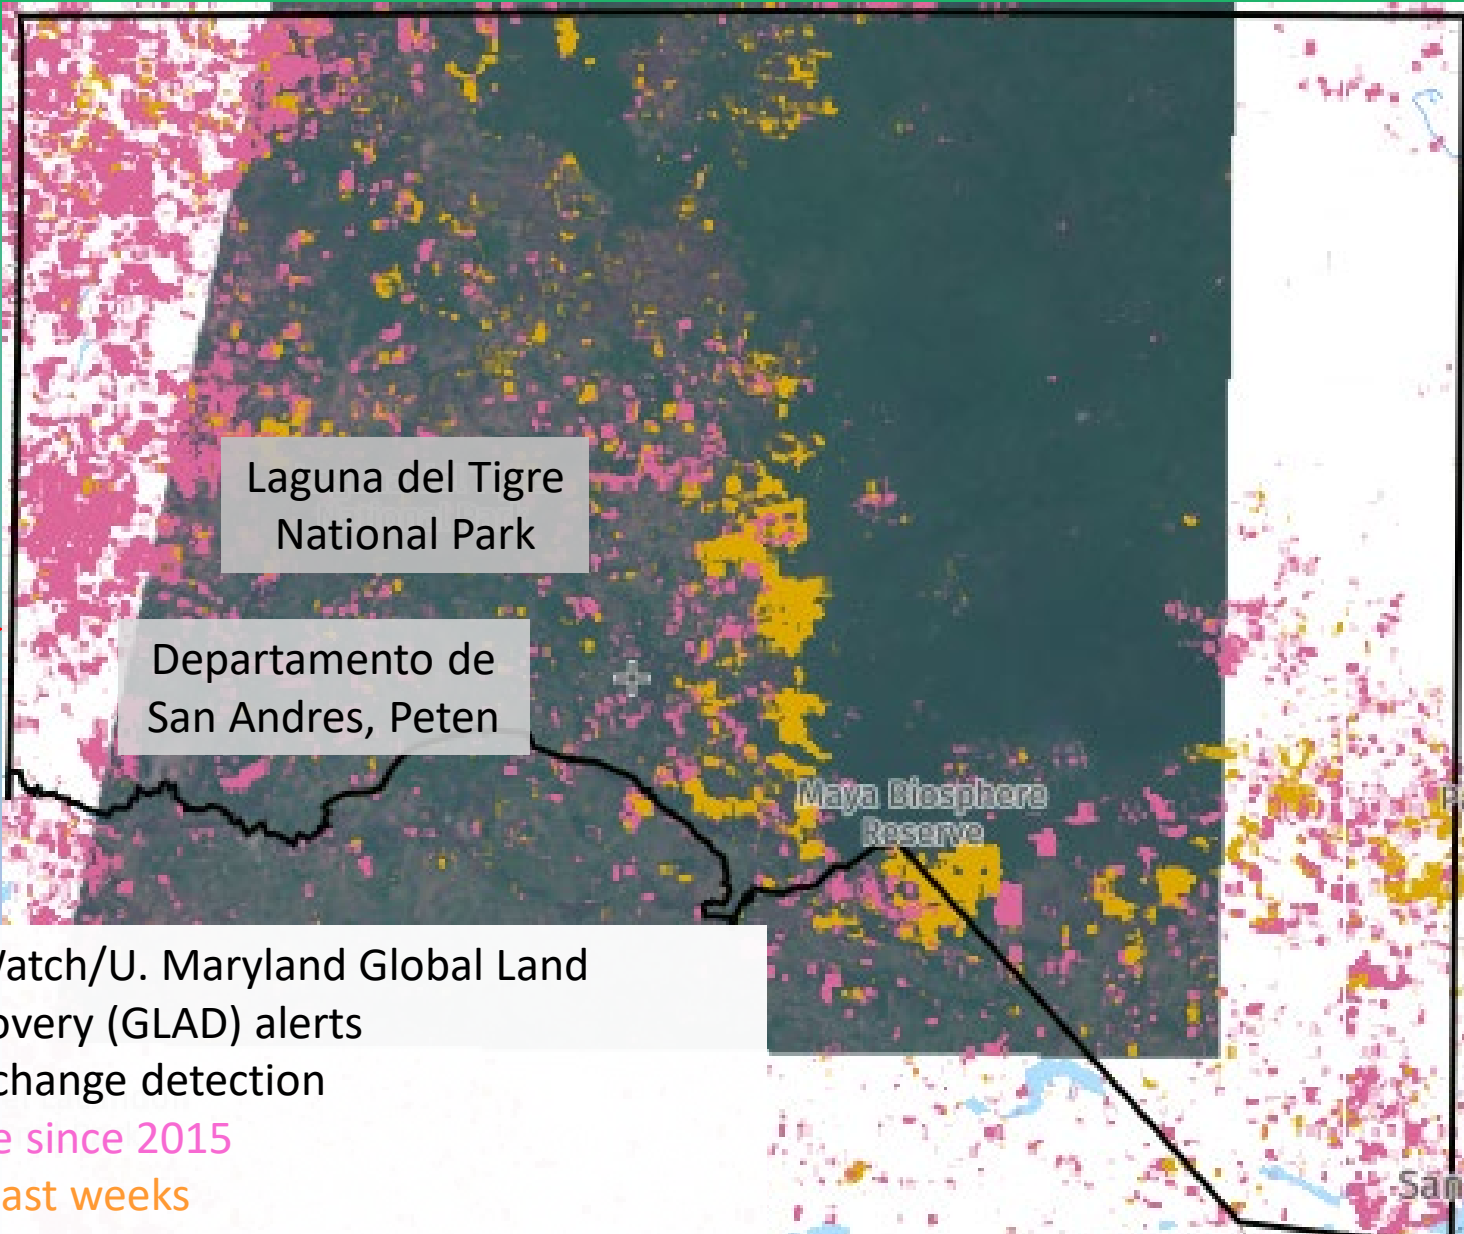 Laguna del Tigre
National Park
Departamento de
San Andres, Peten
Maya Biosphere
Reserve
Watch/U. Maryland Global Land
overy (GLAD) alerts
change detection
e since 2015
ast weeks
San